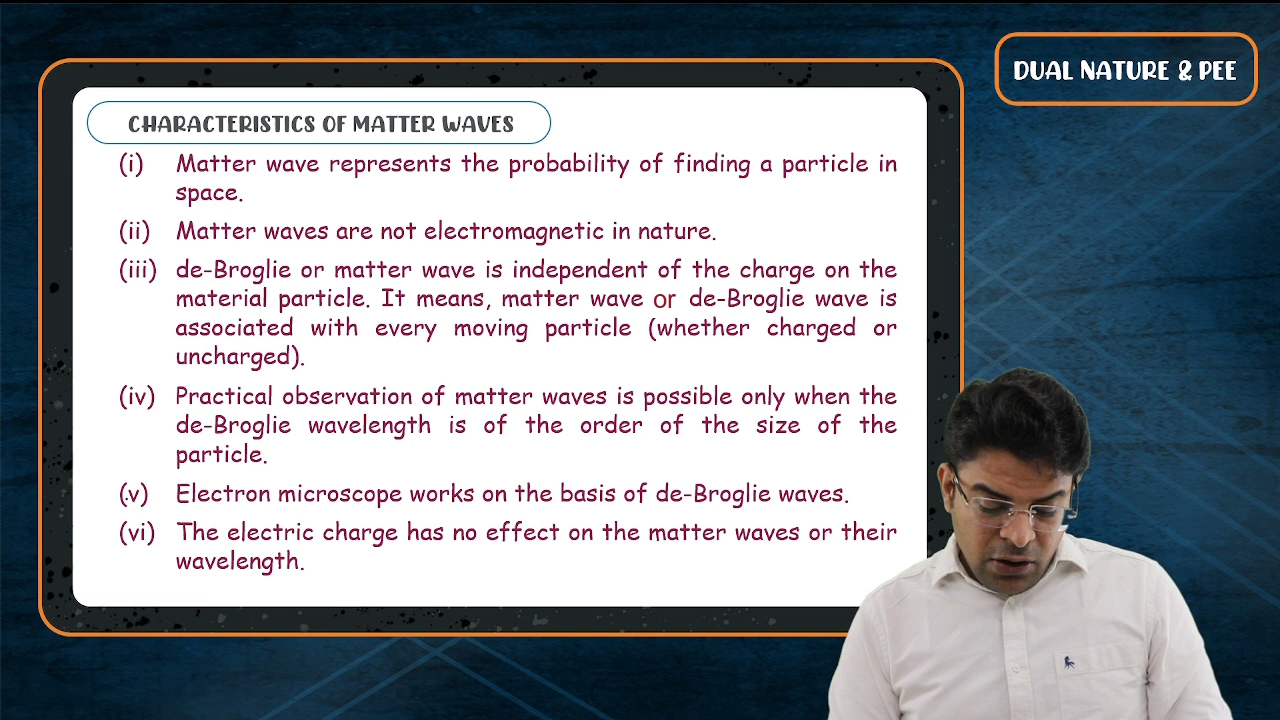 DUAL NATURE & PEE
CHARACTERISTICS OF MATTER WAVES
(i) Matter wave represents the probability of finding a particle in
space.
(ii) Matter waves are not electromagnetic in nature.
(iii) de-Broglie or matter wave is independent of the charge on the
material particle. It means, matter wave or de-Broglie wave is
associated with every moving particle (whether charged or
uncharged).
(iv) Practical observation of matter waves is possible only when the
de-Broglie wavelength is of the order of the size of the
particle.
(v) Electron microscope works on the basis of de-Broglie waves.
(vi) The electric charge has no effect on the matter waves or their
wavelength.